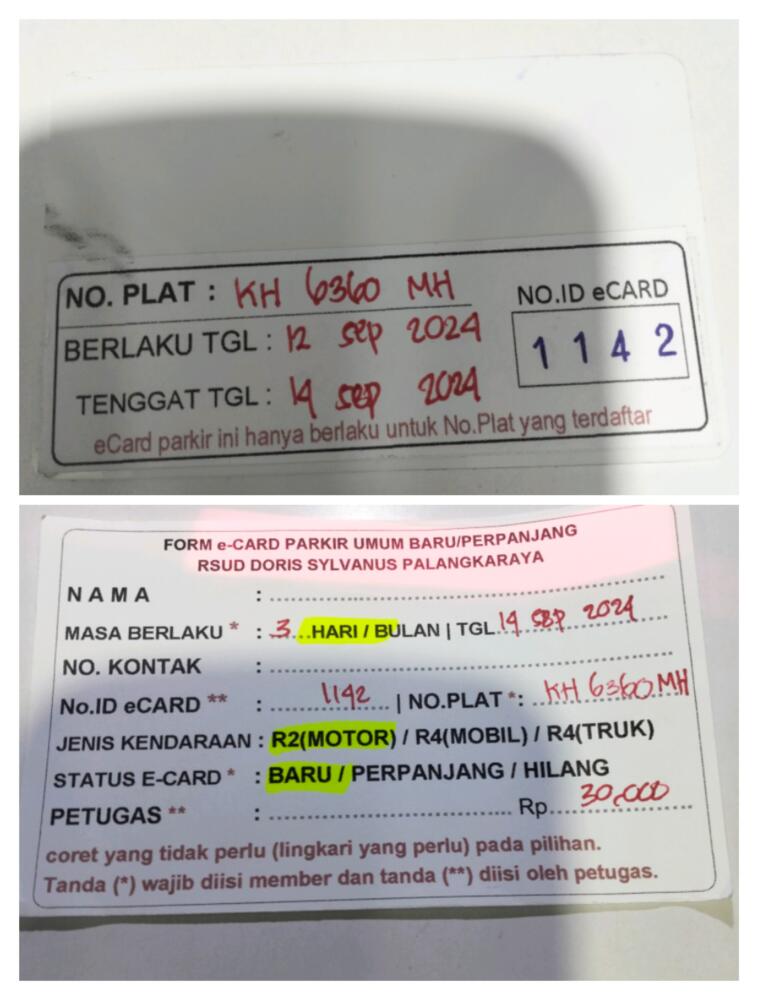 NO. PLAT : KH 6360 MH
NO.ID eCARD
BERLAKU TGL : 12 sep 2024
1 1 4 2
TENGGAT TGL : 14 sep 2024
eCard parkir ini hanya berlaku untuk No.Plat yang terdaftar
FORM e-CARD PARKIR UMUM BARU/PERPANJANG
RSUD DORIS SYLVANUS PALANGKARAYA
NAMA :
MASA BERLAKU * : 3...HARI / BULAN | TGL. 14 SEP 2024
NO. KONTAK :
No.ID eCARD ** : 1142 | NO.PLAT *: KH 6360 MH
JENIS KENDARAAN : R2(MOTOR) / R4(MOBIL) / R4(TRUK)
STATUS E-CARD * : BARU / PERPANJANG / HILANG
PETUGAS ** : Rp. 30,000
coret yang tidak perlu (lingkari yang perlu) pada pilihan.
Tanda (*) wajib diisi member dan tanda (**) diisi oleh petugas.